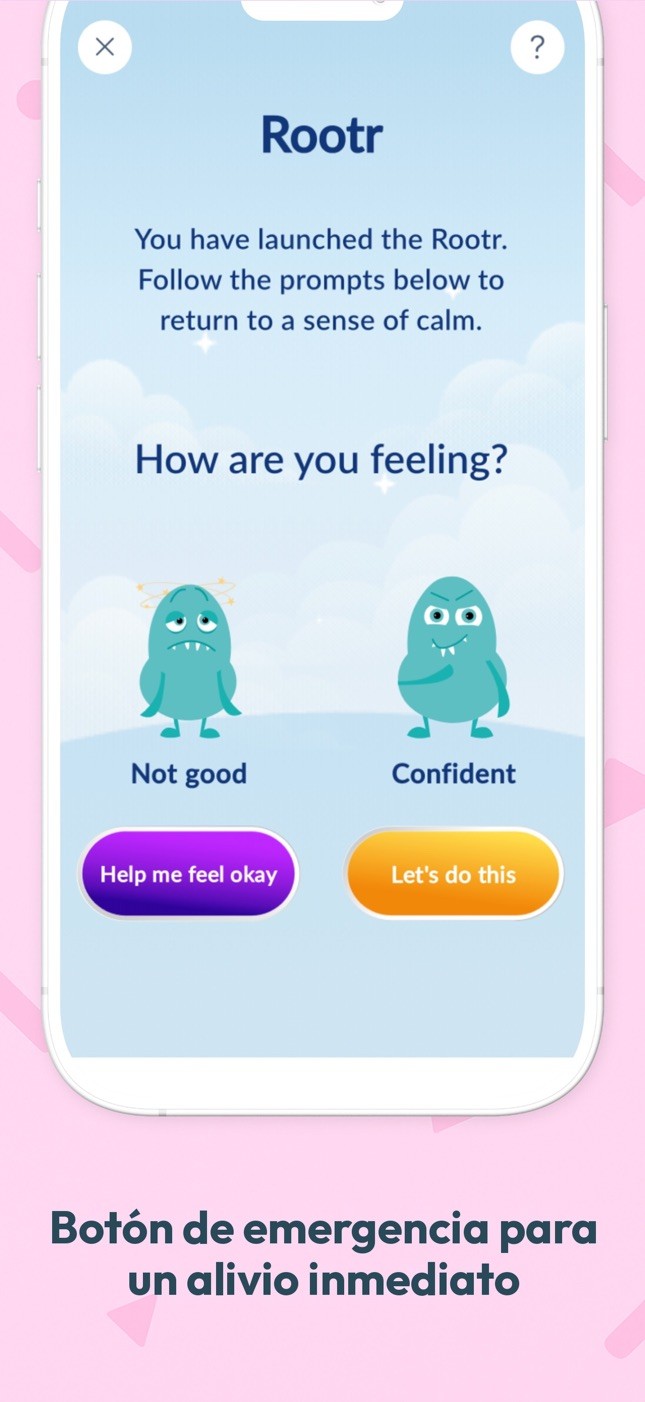 Rootr
You have launched the Rootr.
Follow the prompts below to
return to a sense of calm.
How are you feeling?
Not good
Confident
Help me feel okay
Let's do this
Botón de emergencia para
un alivio inmediato